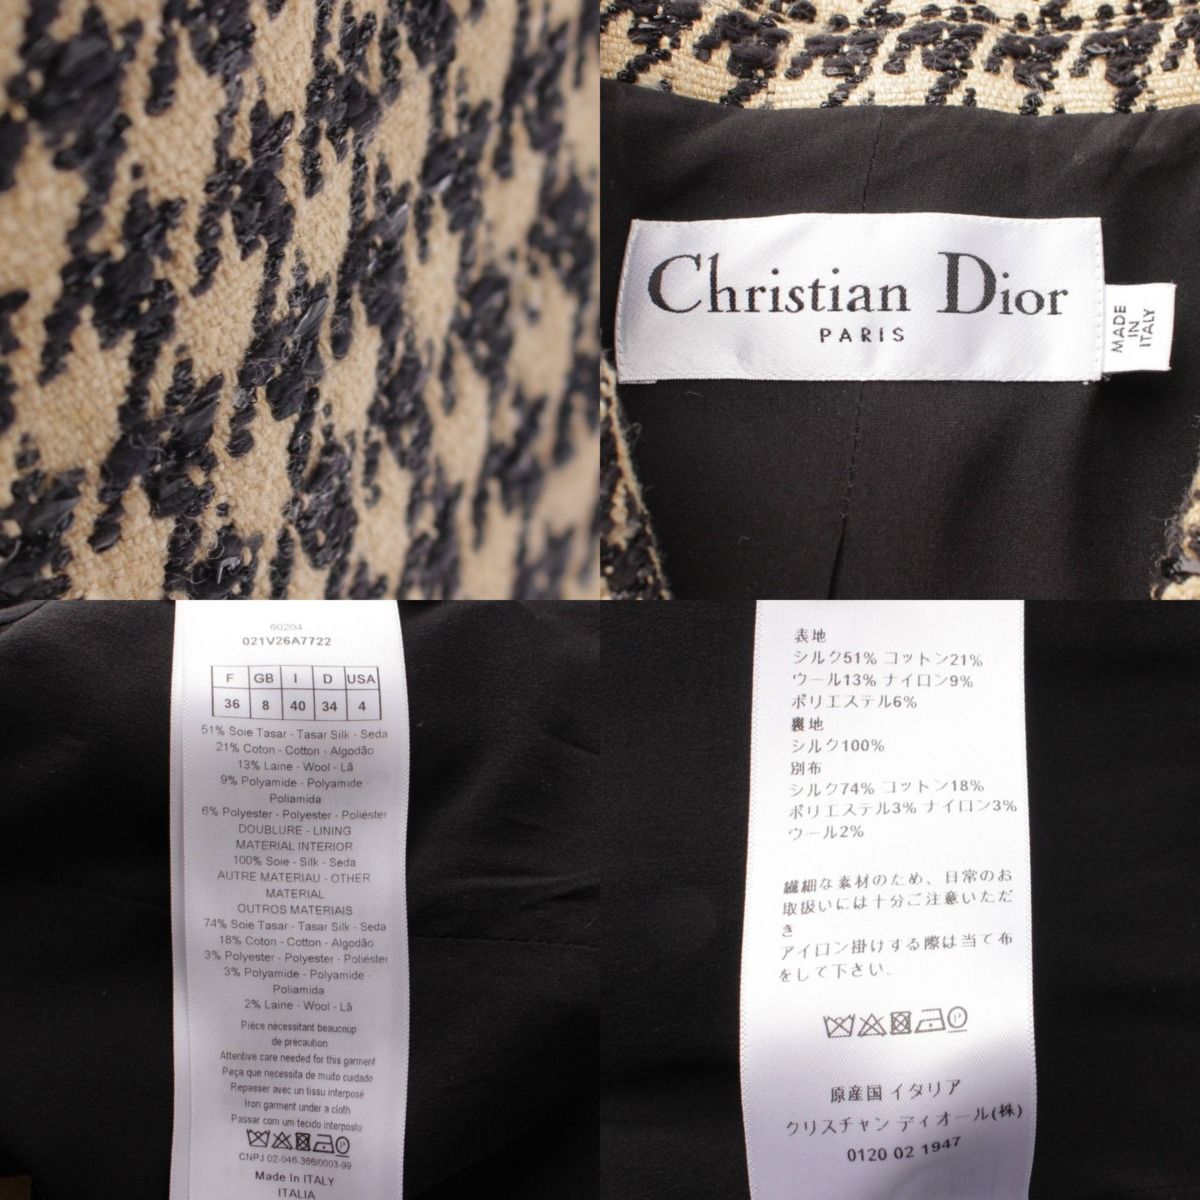 Christian Dior
PARIS
MADE
IN
ITALY
60204
021V26A7722
F GB I D USA
36 8 40 34 4
51% Soie Tasar - Tasar Silk - Seda
21% Coton - Cotton - Algodão
13% Laine - Wool - Lã
9% Polyamide - Polyamide -
Poliamida
6% Polyester - Polyester - Poliéster
DOUBLURE - LINING
MATERIAL INTERIOR
100% Soie - Silk - Seda
AUTRE MATERIAU - OTHER
MATERIAL
OUTROS MATERIAIS
74% Soie Tasar - Tasar Silk - Seda
18% Coton - Cotton - Algodão
3% Polyester - Polyester - Poliéster
3% Polyamide - Polyamide -
Poliamida
2% Laine - Wool - Lã
Pièce nécessitant beaucoup
de précaution
Attentive care needed for this garment
Peça que necessita de muito cuidado
Repasser avec un tissu interposé
Iron garment under a cloth
Passar com um tecido interposto
CNPJ 02-046-366/0003-99
Made In ITALY
ITALIA
表地
シルク51% コットン21%
ウール13% ナイロン9%
ポリエステル6%
裏地
シルク100%
別布
シルク74% コットン18%
ポリエステル3% ナイロン3%
ウール2%
繊細な素材のため、日常のお
取扱いには十分ご注意いただ
き
アイロン掛けする際は当て布
をして下さい.
P
原産国 イタリア
クリスチャン ディオール(株)
0120 02 1947